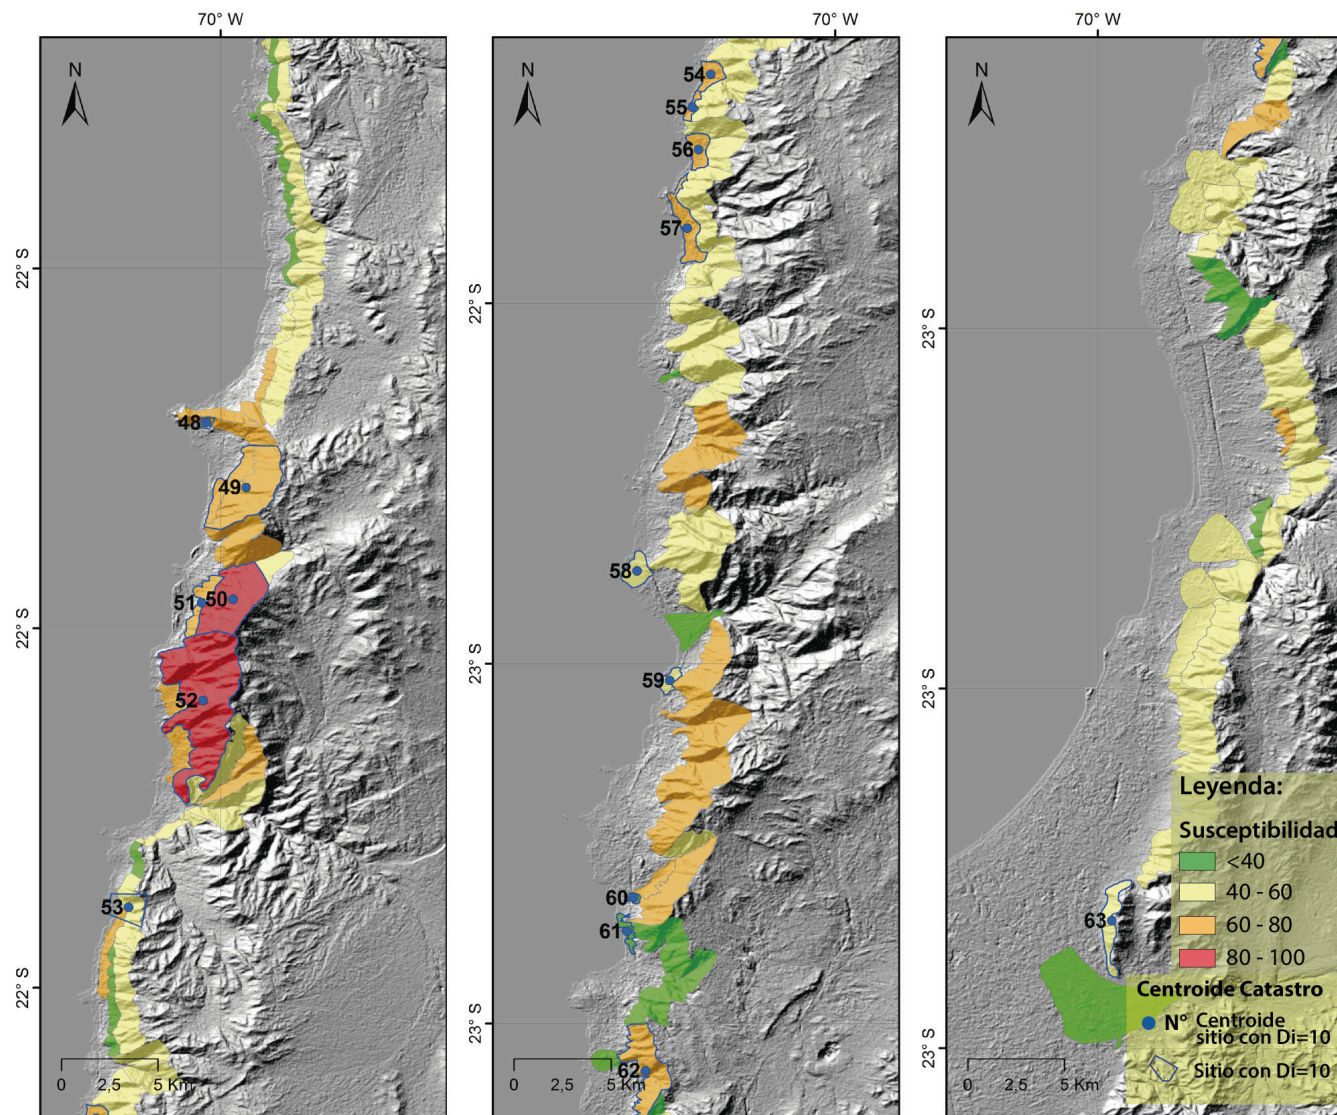 70° W
70° W
70° W
N
N
N
54
55
56
57
22° S
22° S
23° S
48
49
51
50
52
58
59
22° S
23° S
23° S
53
60
61
63
22° S
23° S
23° S
62
0 2,5 5 Km
0 2,5 5 Km
0 2,5 5 Km
Leyenda:
Susceptibilidad
<40
40 - 60
60 - 80
80 - 100
Centroide Catastro
N° Centroide
sitio con Di=10
Sitio con Di=10